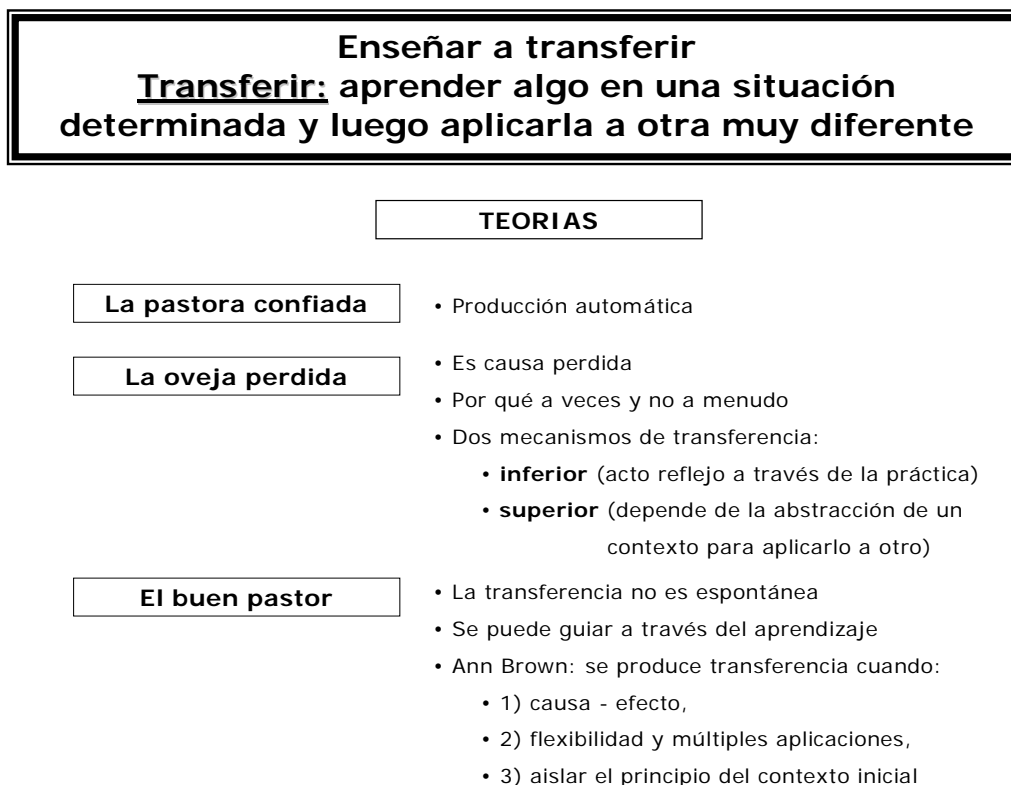 Enseñar a transferir
Transferir: aprender algo en una situación
determinada y luego aplicarla a otra muy diferente
TEORIAS
La pastora confiada
• Producción automática
La oveja perdida
• Es causa perdida
• Por qué a veces y no a menudo
• Dos mecanismos de transferencia:
• inferior (acto reflejo a través de la práctica)
• superior (depende de la abstracción de un
contexto para aplicarlo a otro)
El buen pastor
• La transferencia no es espontánea
• Se puede guiar a través del aprendizaje
• Ann Brown: se produce transferencia cuando:
• 1) causa - efecto,
• 2) flexibilidad y múltiples aplicaciones,
• 3) aislar el principio del contexto inicial